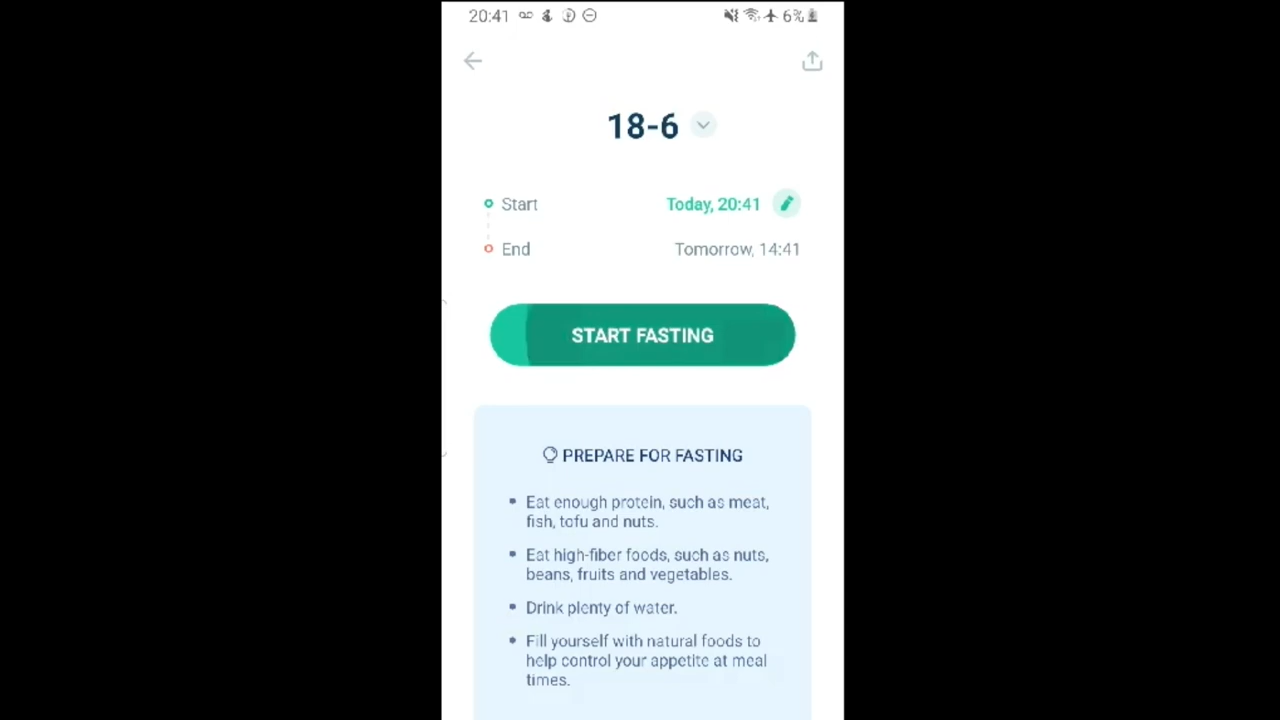 20:41 6%
18-6
Start Today, 20:41
End Tomorrow, 14:41
START FASTING
PREPARE FOR FASTING
• Eat enough protein, such as meat,
fish, tofu and nuts.
• Eat high-fiber foods, such as nuts,
beans, fruits and vegetables.
• Drink plenty of water.
• Fill yourself with natural foods to
help control your appetite at meal
times.